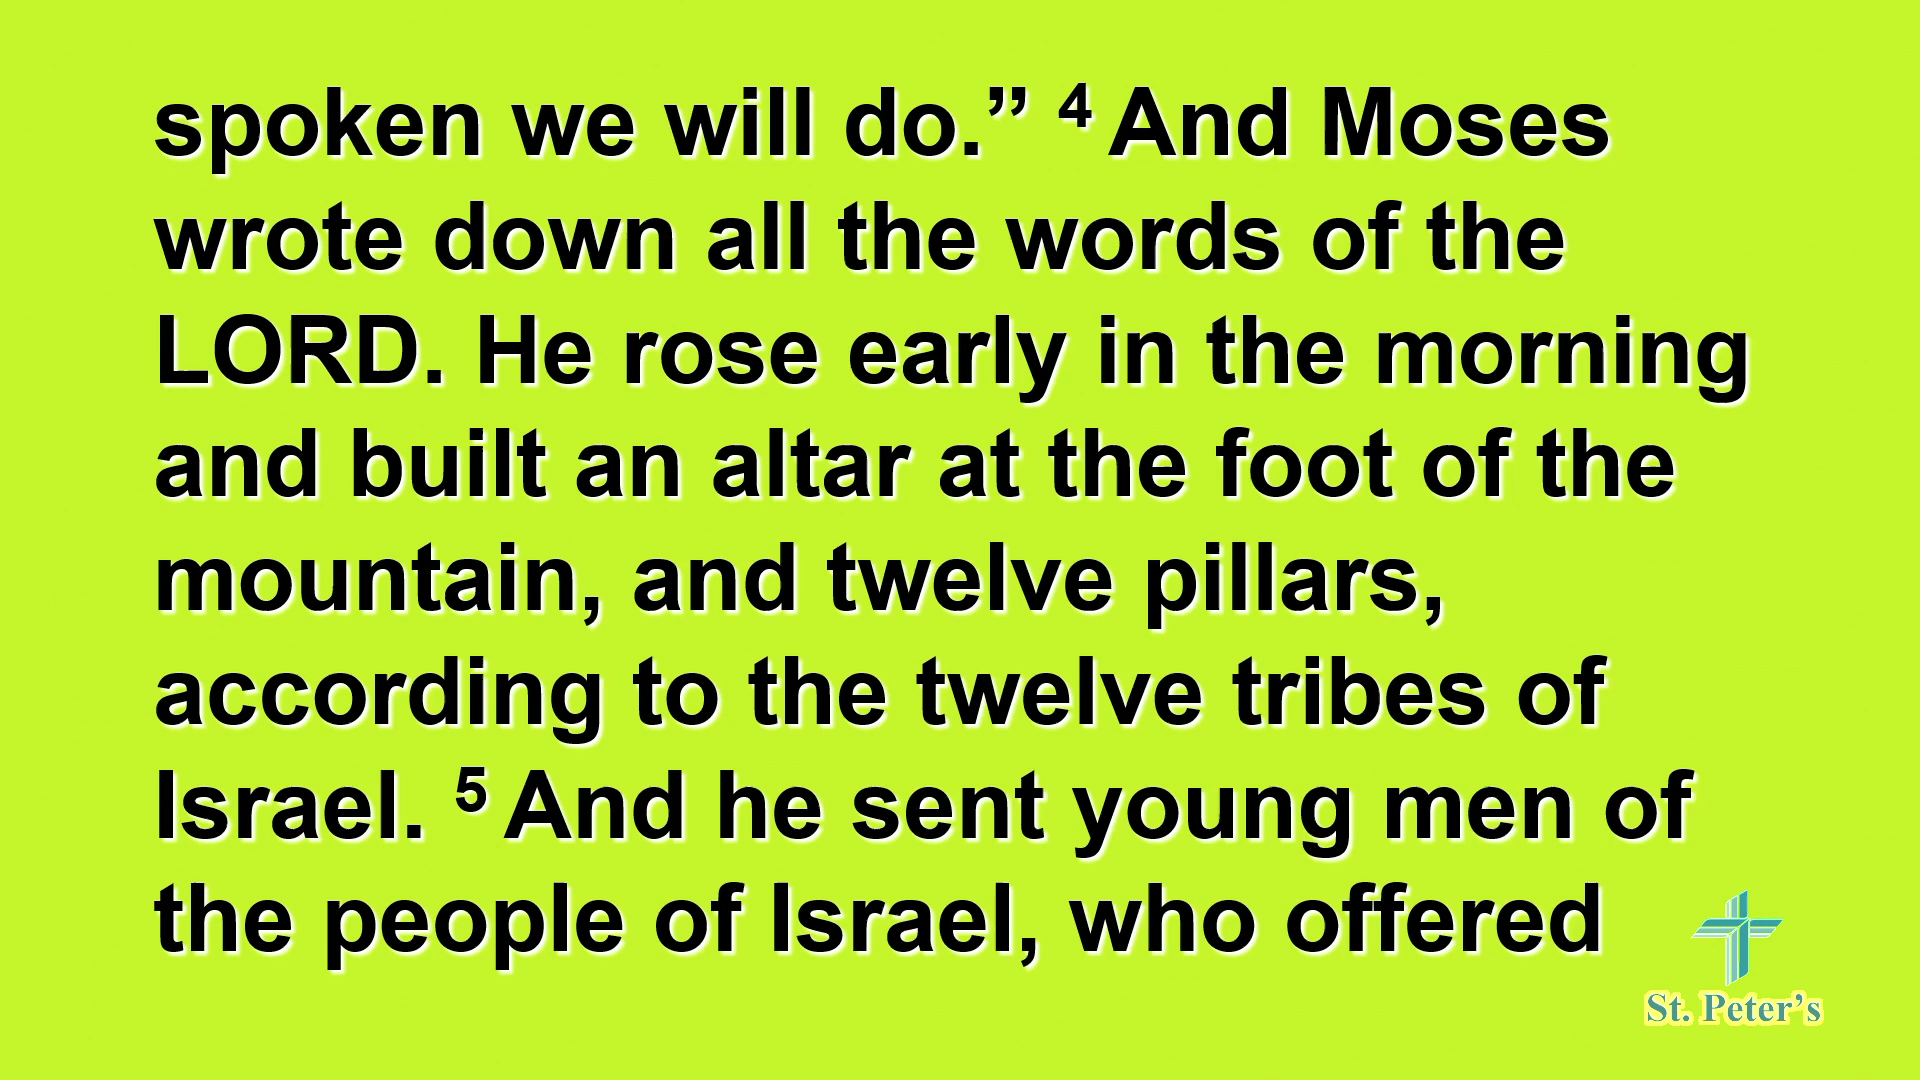 spoken we will do.” 4 And Moses
wrote down all the words of the
LORD. He rose early in the morning
and built an altar at the foot of the
mountain, and twelve pillars,
according to the twelve tribes of
Israel. 5 And he sent young men of
the people of Israel, who offered
St. Peter’s